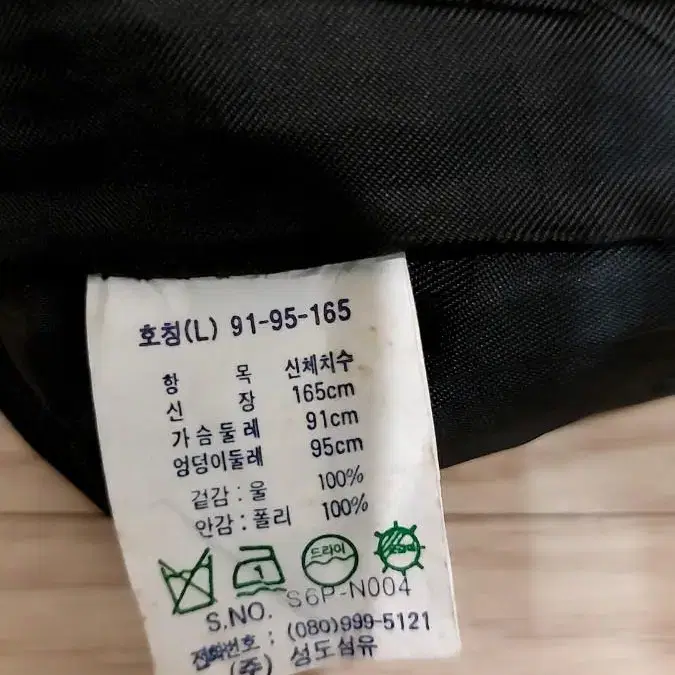 호칭(L) 91-95-165
항 목 신체치수
신 장 165cm
가슴둘레 91cm
엉덩이둘레 95cm
겉감 : 울 100%
안감 : 폴리 100%
1 드라이
S.NO. S6P-N004
전화번호 : (080)999-5121
(주) 성도섬유